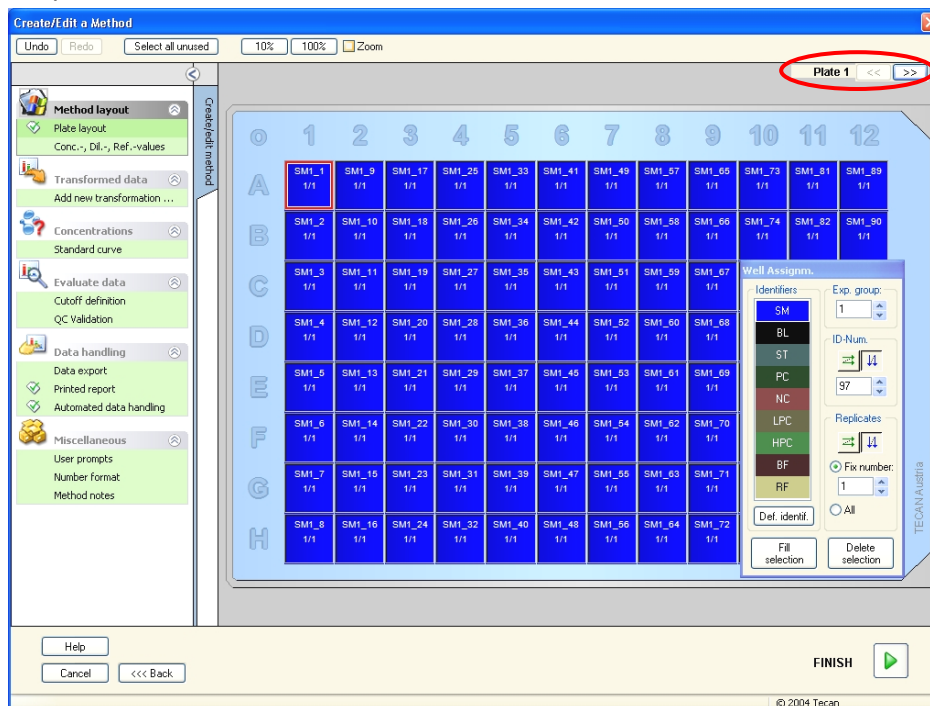 Create/Edit a Method
Undo Redo Select all unused 10% 100% Zoom
Plate 1 << >>
Create/edit method
Method layout
Plate layout
Conc.-, Dil.-, Ref.-values
Transformed data
Add new transformation ...
Concentrations
Standard curve
Evaluate data
Cutoff definition
QC Validation
Data handling
Data export
Printed report
Automated data handling
Miscellaneous
User prompts
Number format
Method notes
1 2 3 4 5 6 7 8 9 10 11 12
A
SM1_1 SM1_9 SM1_17 SM1_25 SM1_33 SM1_41 SM1_49 SM1_57 SM1_65 SM1_73 SM1_81 SM1_89
1/1 1/1 1/1 1/1 1/1 1/1 1/1 1/1 1/1 1/1 1/1 1/1
B
SM1_2 SM1_10 SM1_18 SM1_26 SM1_34 SM1_42 SM1_50 SM1_58 SM1_66 SM1_74 SM1_82 SM1_90
1/1 1/1 1/1 1/1 1/1 1/1 1/1 1/1 1/1 1/1 1/1 1/1
C
SM1_3 SM1_11 SM1_19 SM1_27 SM1_35 SM1_43 SM1_51 SM1_59 SM1_67
1/1 1/1 1/1 1/1 1/1 1/1 1/1 1/1 1/1
D
SM1_4 SM1_12 SM1_20 SM1_28 SM1_36 SM1_44 SM1_52 SM1_60 SM1_68
1/1 1/1 1/1 1/1 1/1 1/1 1/1 1/1 1/1
E
SM1_5 SM1_13 SM1_21 SM1_29 SM1_37 SM1_45 SM1_53 SM1_61 SM1_69
1/1 1/1 1/1 1/1 1/1 1/1 1/1 1/1 1/1
F
SM1_6 SM1_14 SM1_22 SM1_30 SM1_38 SM1_46 SM1_54 SM1_62 SM1_70
1/1 1/1 1/1 1/1 1/1 1/1 1/1 1/1 1/1
G
SM1_7 SM1_15 SM1_23 SM1_31 SM1_39 SM1_47 SM1_55 SM1_63 SM1_71
1/1 1/1 1/1 1/1 1/1 1/1 1/1 1/1 1/1
H
SM1_8 SM1_16 SM1_24 SM1_32 SM1_40 SM1_48 SM1_56 SM1_64 SM1_72
1/1 1/1 1/1 1/1 1/1 1/1 1/1 1/1 1/1
Well Assignm.
Identifiers
SM
BL
ST
PC
NC
LPC
HPC
BF
RF
Def. identif.
Exp. group:
1
ID-Num.
97
Replicates
Fix number:
1
All
Fill selection
Delete selection
TECAN Austria
Help
Cancel <<< Back
FINISH
© 2004 Tecan